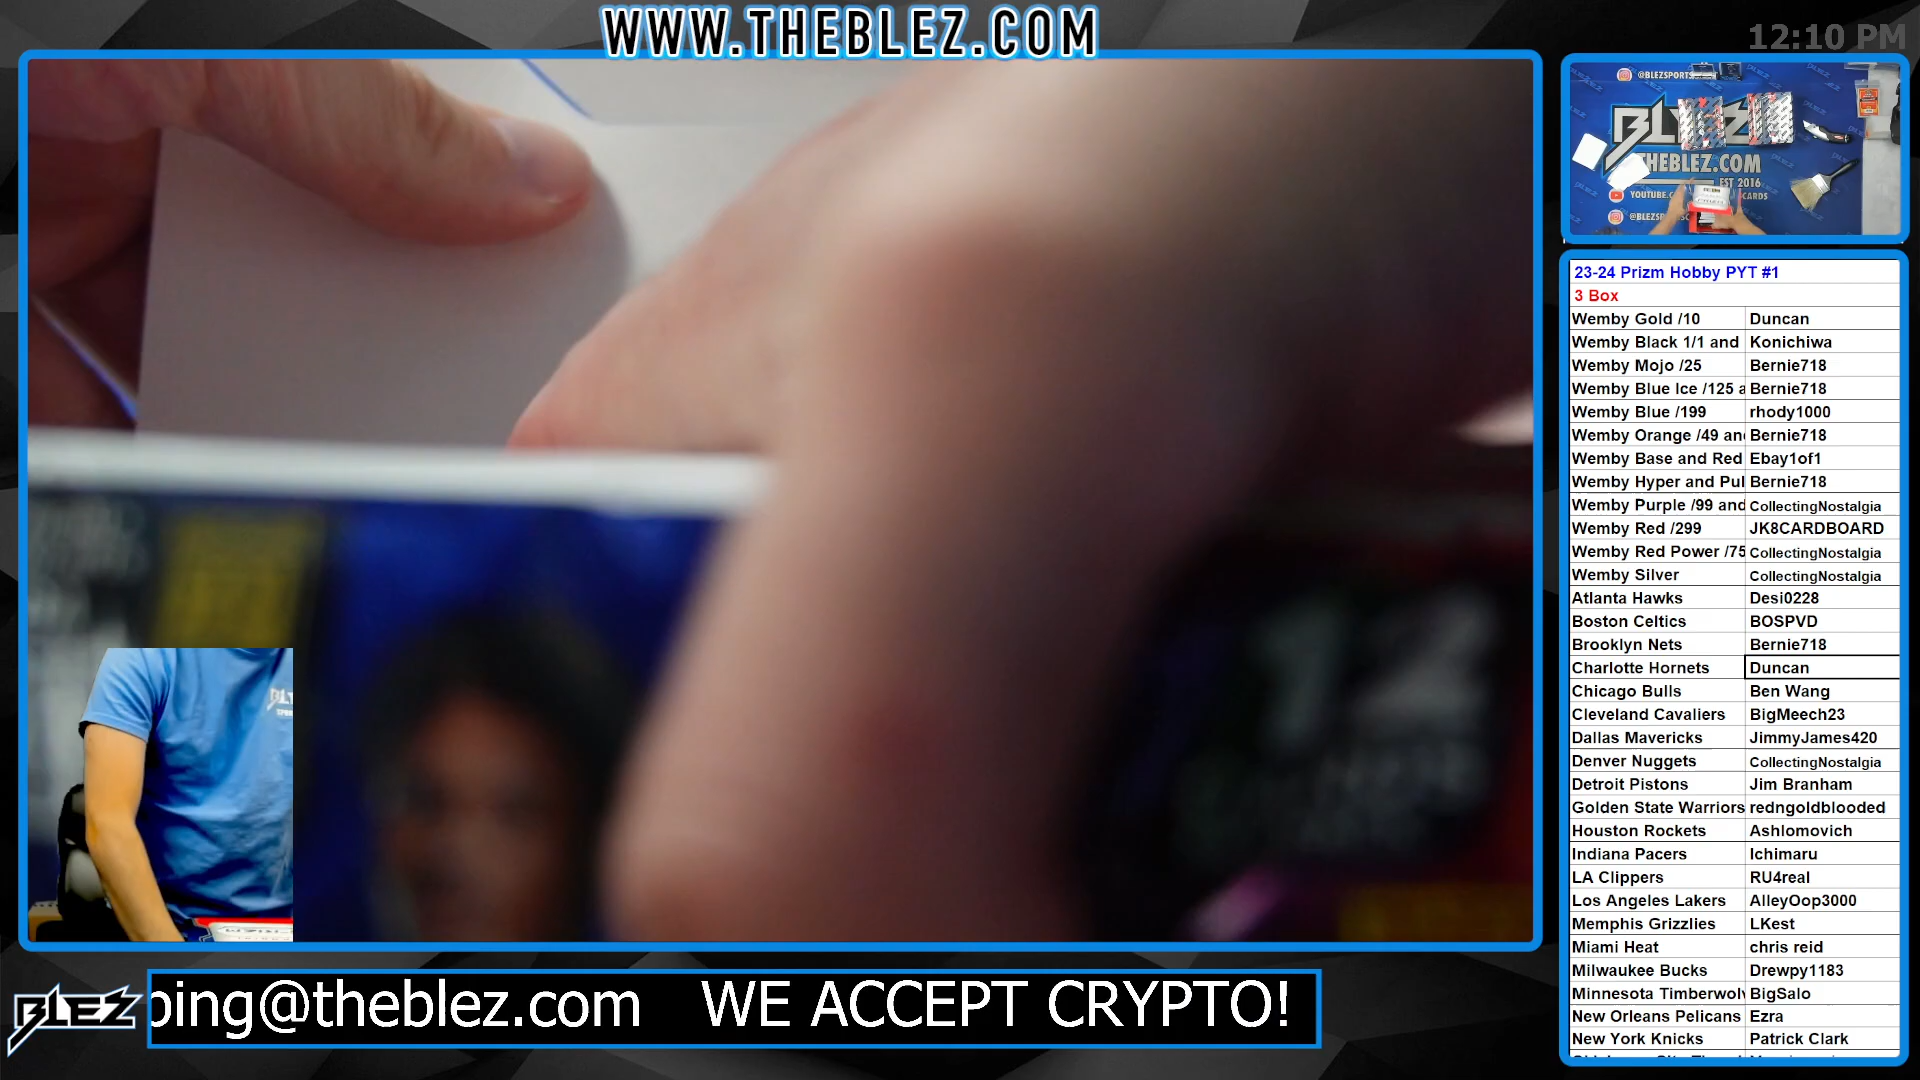 WWW.THEBLEZ.COM
12:10 PM
@BLEZSPORTS
THEBLEZ.COM
EST 2016
23-24 Prizm Hobby PYT #1
3 Box
Wemby Gold /10 Duncan
Wemby Black 1/1 and Konichiwa
Wemby Mojo /25 Bernie718
Wemby Blue Ice /125 a Bernie718
Wemby Blue /199 rhody1000
Wemby Orange /49 an Bernie718
Wemby Base and Red Ebay1of1
Wemby Hyper and Pul Bernie718
Wemby Purple /99 and CollectingNostalgia
Wemby Red /299 JK8CARDBOARD
Wemby Red Power /75 CollectingNostalgia
Wemby Silver CollectingNostalgia
Atlanta Hawks Desi0228
Boston Celtics BOSPVD
Brooklyn Nets Bernie718
Charlotte Hornets Duncan
Chicago Bulls Ben Wang
Cleveland Cavaliers BigMeech23
Dallas Mavericks JimmyJames420
Denver Nuggets CollectingNostalgia
Detroit Pistons Jim Branham
Golden State Warriors redngoldblooded
Houston Rockets Ashlomovich
Indiana Pacers Ichimaru
LA Clippers RU4real
Los Angeles Lakers AlleyOop3000
Memphis Grizzlies LKest
Miami Heat chris reid
Milwaukee Bucks Drewpy1183
Minnesota Timberwol BigSalo
New Orleans Pelicans Ezra
New York Knicks Patrick Clark
BLEZ
ping@theblez.com WE ACCEPT CRYPTO!